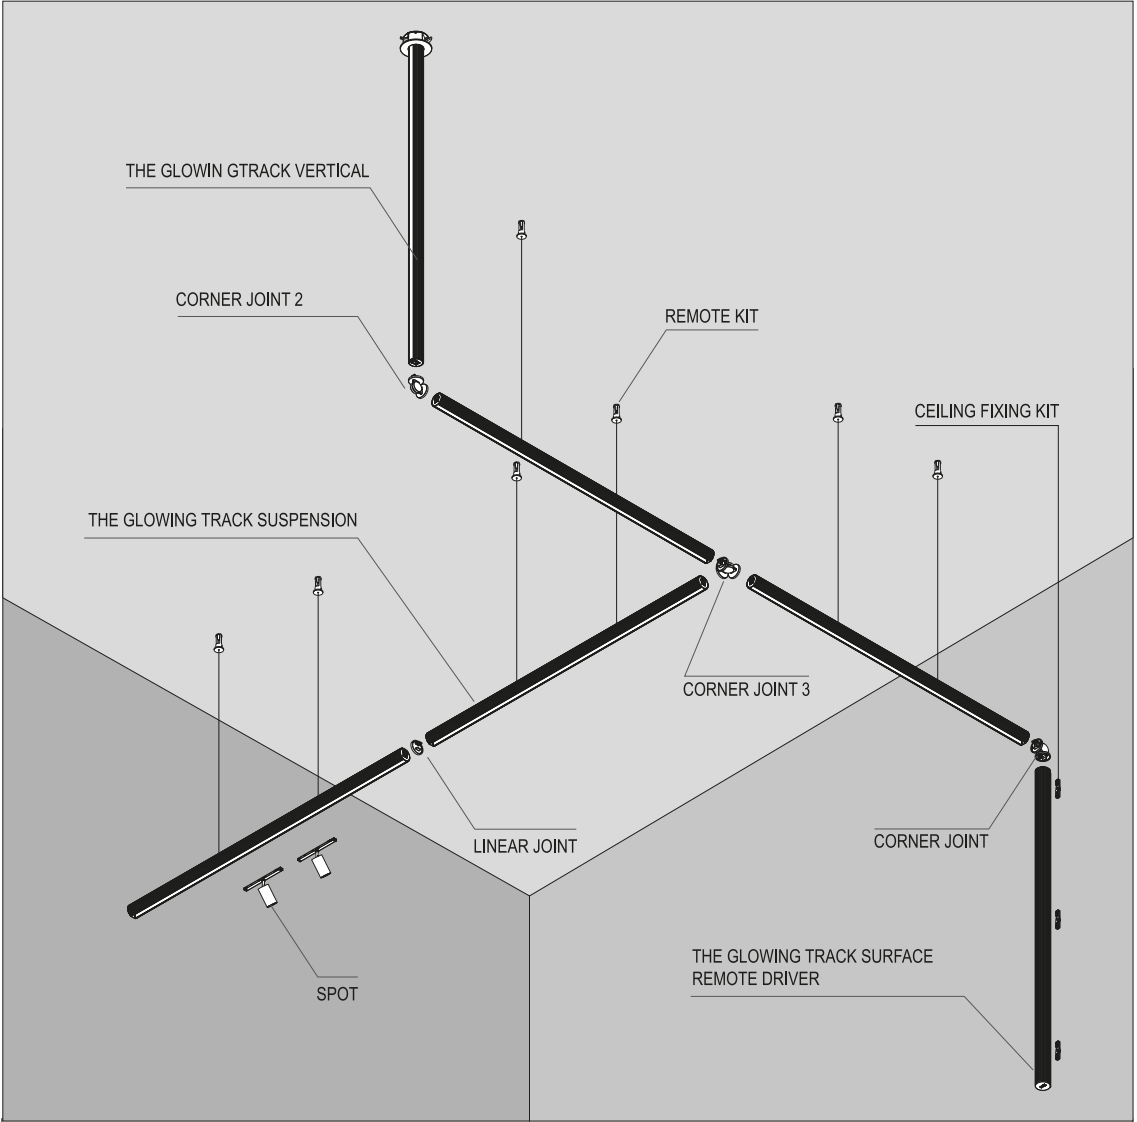 THE GLOWIN GTRACK VERTICAL
CORNER JOINT 2
REMOTE KIT
CEILING FIXING KIT
THE GLOWING TRACK SUSPENSION
CORNER JOINT 3
LINEAR JOINT
CORNER JOINT
THE GLOWING TRACK SURFACE
REMOTE DRIVER
SPOT